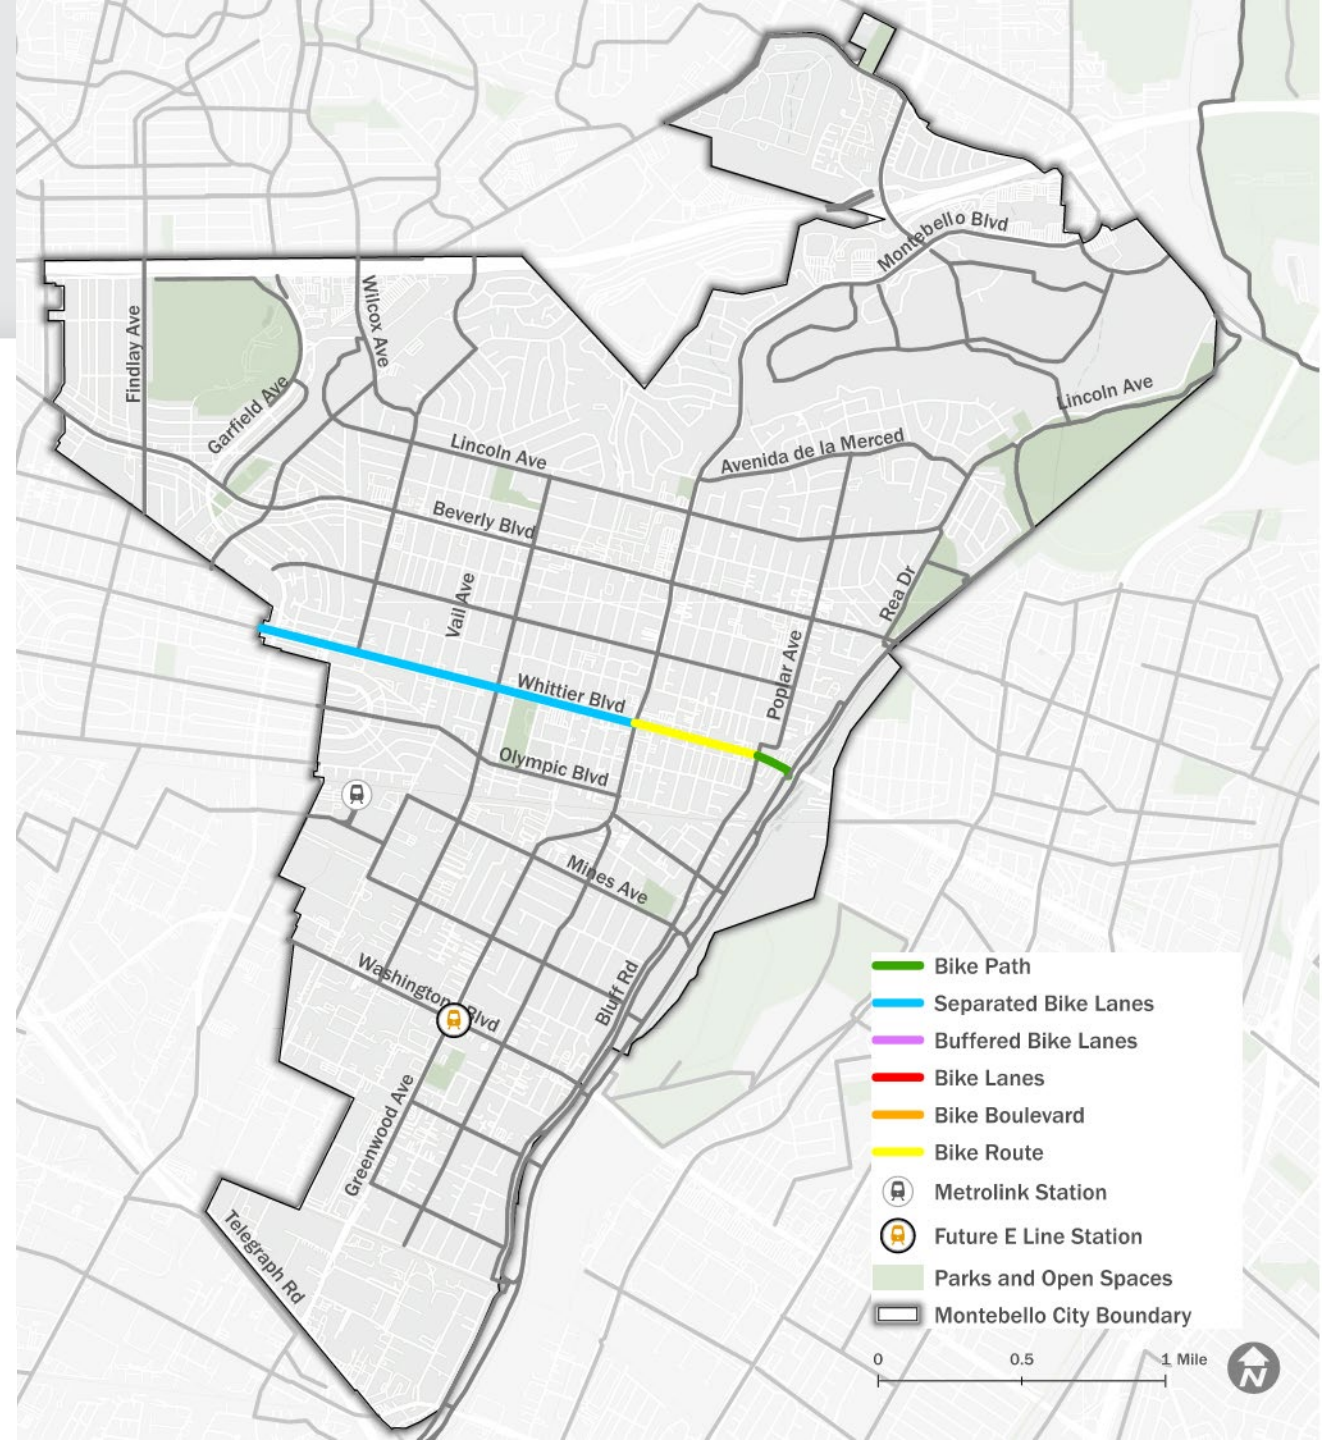 Montebello Blvd
Findlay Ave
Wilcox Ave
Garfield Ave
Lincoln Ave
Lincoln Ave
Avenida de la Merced
Beverly Blvd
Vail Ave
Rea Dr
Poplar Ave
Whittier Blvd
Olympic Blvd
Mines Ave
Washington Blvd
Bluff Rd
Greenwood Ave
Telegraph Rd
Bike Path
Separated Bike Lanes
Buffered Bike Lanes
Bike Lanes
Bike Boulevard
Bike Route
Metrolink Station
Future E Line Station
Parks and Open Spaces
Montebello City Boundary
0 0.5 1 Mile
N